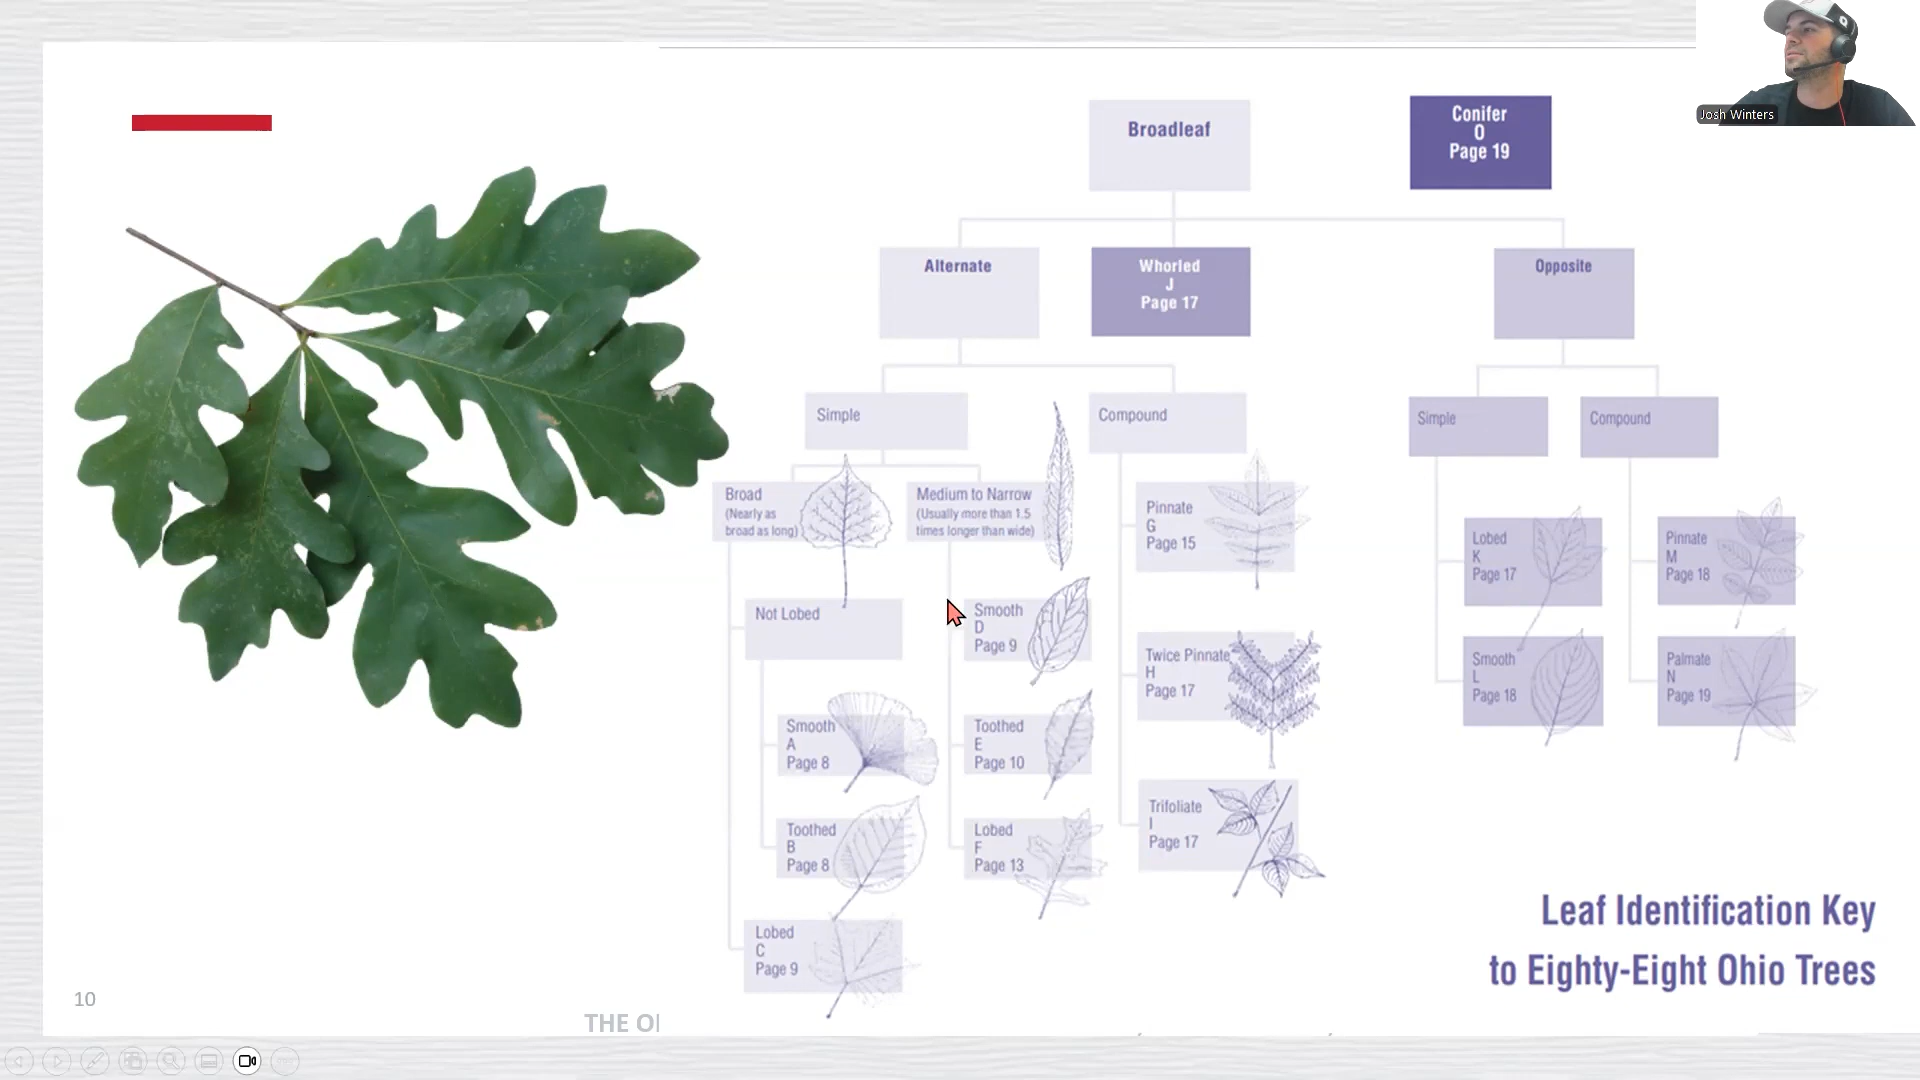 Broadleaf
Conifer
O
Page 19
Josh Winters
Alternate
Whorled
J
Page 17
Opposite
Simple
Compound
Simple
Compound
Broad
(Nearly as
broad as long)
Medium to Narrow
(Usually more than 1.5
times longer than wide)
Pinnate
G
Page 15
Lobed
K
Page 17
Pinnate
M
Page 18
Not Lobed
Smooth
D
Page 9
Twice Pinnate
H
Page 17
Smooth
L
Page 18
Palmate
N
Page 19
Smooth
A
Page 8
Toothed
E
Page 10
Trifoliate
I
Page 17
Toothed
B
Page 8
Lobed
F
Page 13
Lobed
C
Page 9
Leaf Identification Key
to Eighty-Eight Ohio Trees
10
THE